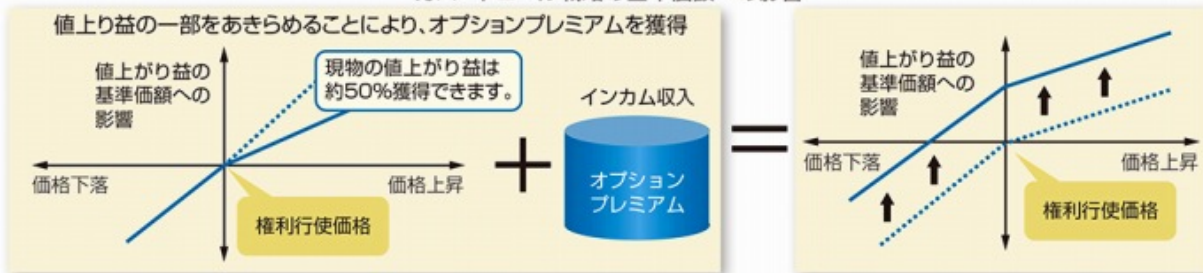 値上り益の一部をあきらめることにより、オプションプレミアムを獲得
値上がり益の
基準価額への
影響
現物の値上がり益は
約50%獲得できます。
価格下落
価格上昇
権利行使価格
インカム収入
オプション
プレミアム
値上がり益の
基準価額への
影響
価格下落
価格上昇
権利行使価格